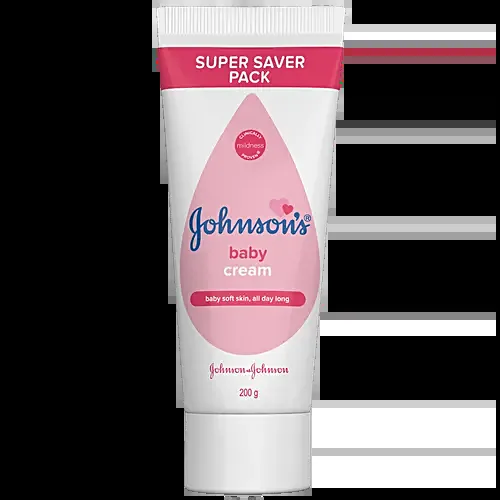 SUPER SAVER
PACK
CLINICALLY
mildness
PROVEN
Johnson's®
baby
cream
baby soft skin, all day long
Johnson & Johnson
200 g